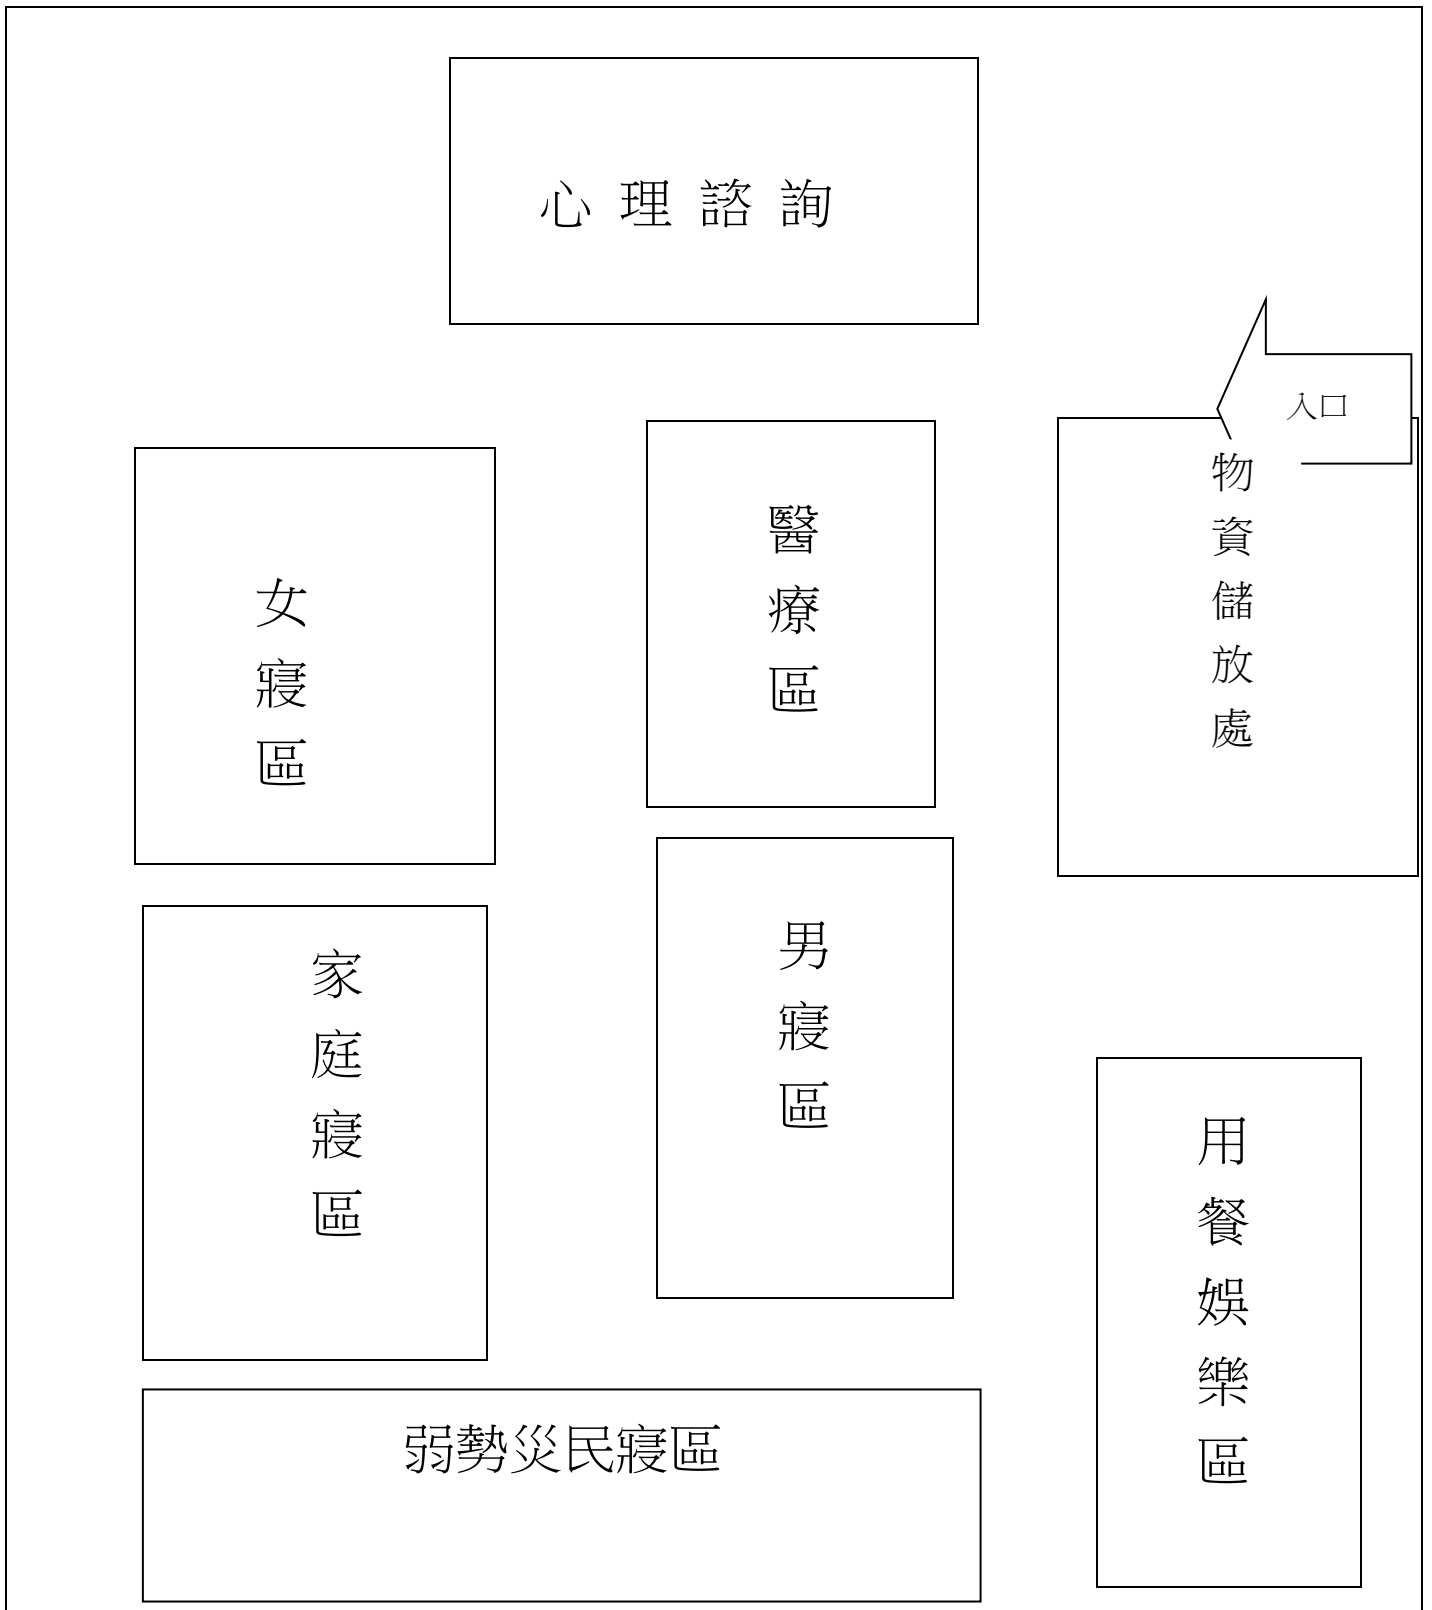 心理諮詢
入口
女寢區
醫療區
物資儲放處
家庭寢區
男寢區
用餐娛樂區
弱勢災民寢區